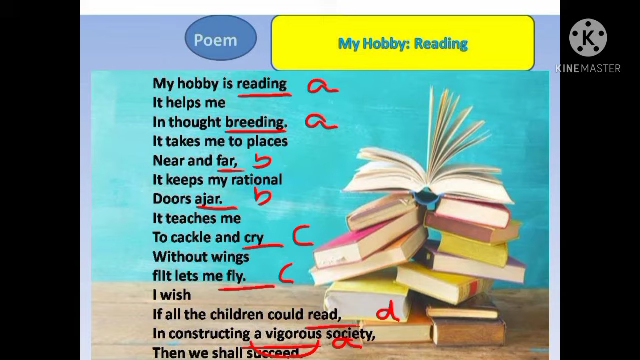 Poem
My Hobby: Reading
KINEMASTER
My hobby is reading a
It helps me
In thought breeding. a
It takes me to places
Near and far, b
It keeps my rational
Doors ajar. b
It teaches me
To cackle and cry C
Without wings
flIt lets me fly. C
I wish
If all the children could read, d
In constructing a vigorous society, d
Then we shall succeed